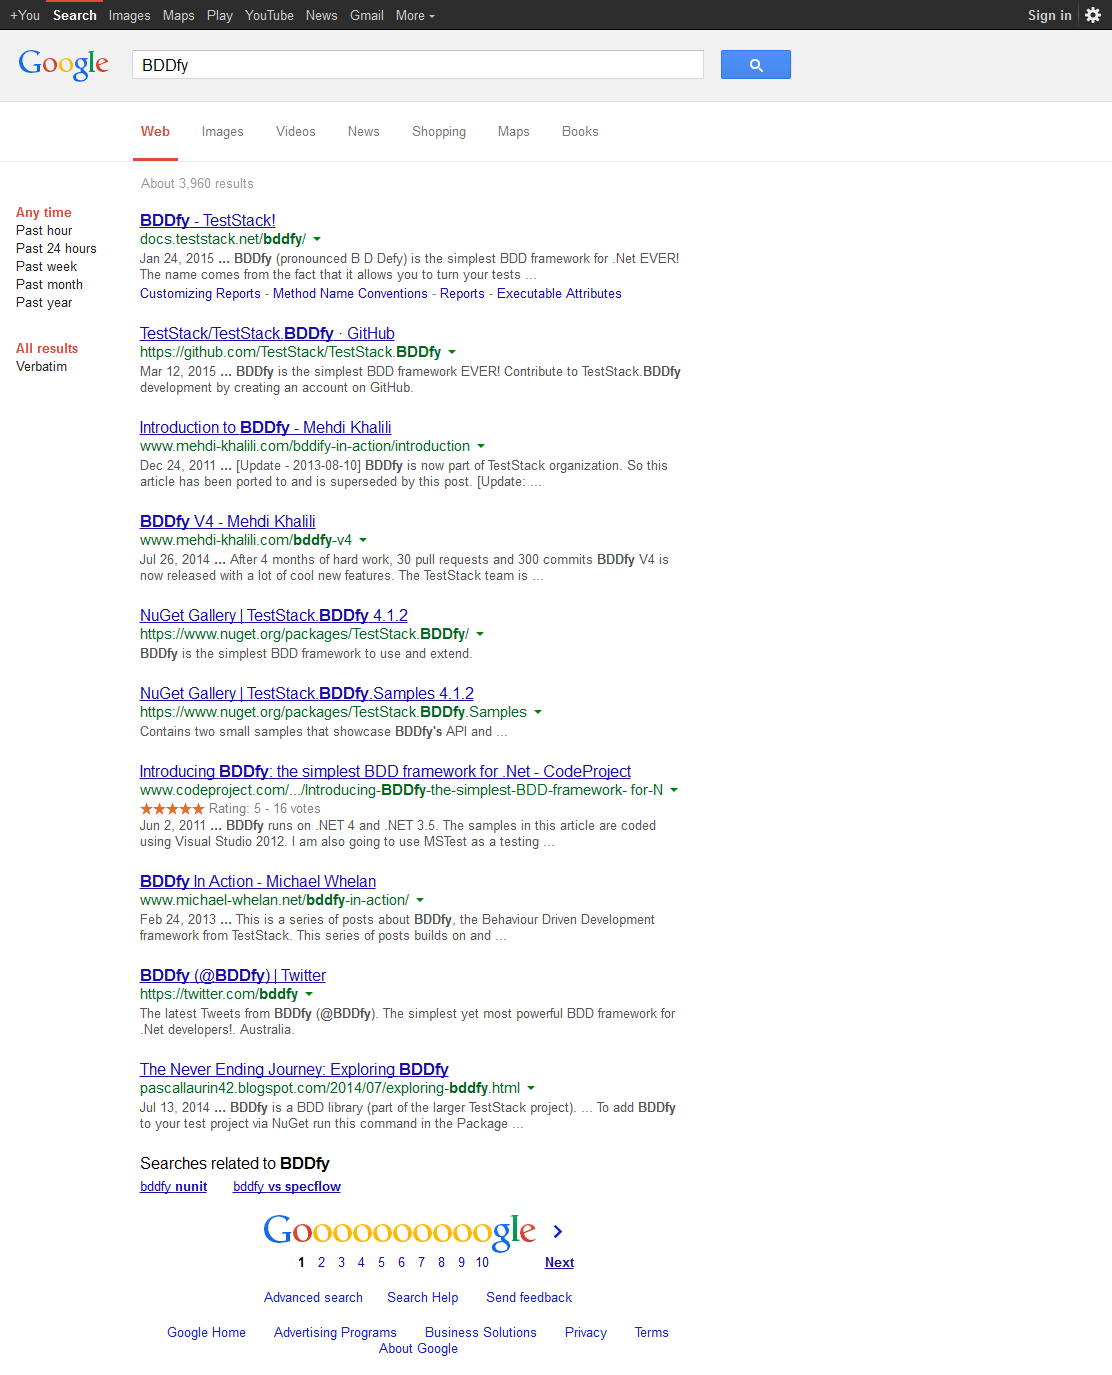 +You Search Images Maps Play YouTube News Gmail More Sign in
Google BDDfy
Web Images Videos News Shopping Maps Books
About 3,960 results
Any time
Past hour
Past 24 hours
Past week
Past month
Past year
All results
Verbatim
BDDfy - TestStack!
docs.teststack.net/bddfy/
Jan 24, 2015 ... BDDfy (pronounced B D Defy) is the simplest BDD framework for .Net EVER!
The name comes from the fact that it allows you to turn your tests ...
Customizing Reports - Method Name Conventions - Reports - Executable Attributes
TestStack/TestStack.BDDfy · GitHub
https://github.com/TestStack/TestStack.BDDfy
Mar 12, 2015 ... BDDfy is the simplest BDD framework EVER! Contribute to TestStack.BDDfy
development by creating an account on GitHub.
Introduction to BDDfy - Mehdi Khalili
www.mehdi-khalili.com/bddify-in-action/introduction
Dec 24, 2011 ... [Update - 2013-08-10] BDDfy is now part of TestStack organization. So this
article has been ported to and is superseded by this post. [Update: ...
BDDfy V4 - Mehdi Khalili
www.mehdi-khalili.com/bddfy-v4
Jul 26, 2014 ... After 4 months of hard work, 30 pull requests and 300 commits BDDfy V4 is
now released with a lot of cool new features. The TestStack team is ...
NuGet Gallery | TestStack.BDDfy 4.1.2
https://www.nuget.org/packages/TestStack.BDDfy/
BDDfy is the simplest BDD framework to use and extend.
NuGet Gallery | TestStack.BDDfy.Samples 4.1.2
https://www.nuget.org/packages/TestStack.BDDfy.Samples
Contains two small samples that showcase BDDfy's API and ...
Introducing BDDfy: the simplest BDD framework for .Net - CodeProject
www.codeproject.com/.../Introducing-BDDfy-the-simplest-BDD-framework- for-N
Rating: 5 - 16 votes
Jun 2, 2011 ... BDDfy runs on .NET 4 and .NET 3.5. The samples in this article are coded
using Visual Studio 2012. I am also going to use MSTest as a testing ...
BDDfy In Action - Michael Whelan
www.michael-whelan.net/bddfy-in-action/
Feb 24, 2013 ... This is a series of posts about BDDfy, the Behaviour Driven Development
framework from TestStack. This series of posts builds on and ...
BDDfy (@BDDfy) | Twitter
https://twitter.com/bddfy
The latest Tweets from BDDfy (@BDDfy). The simplest yet most powerful BDD framework for
.Net developers!. Australia.
The Never Ending Journey: Exploring BDDfy
pascallaurin42.blogspot.com/2014/07/exploring-bddfy.html
Jul 13, 2014 ... BDDfy is a BDD library (part of the larger TestStack project). ... To add BDDfy
to your test project via NuGet run this command in the Package ...
Searches related to BDDfy
bddfy nunit bddfy vs specflow
Goooooooooogle
1 2 3 4 5 6 7 8 9 10 Next
Advanced search Search Help Send feedback
Google Home Advertising Programs Business Solutions Privacy Terms
About Google